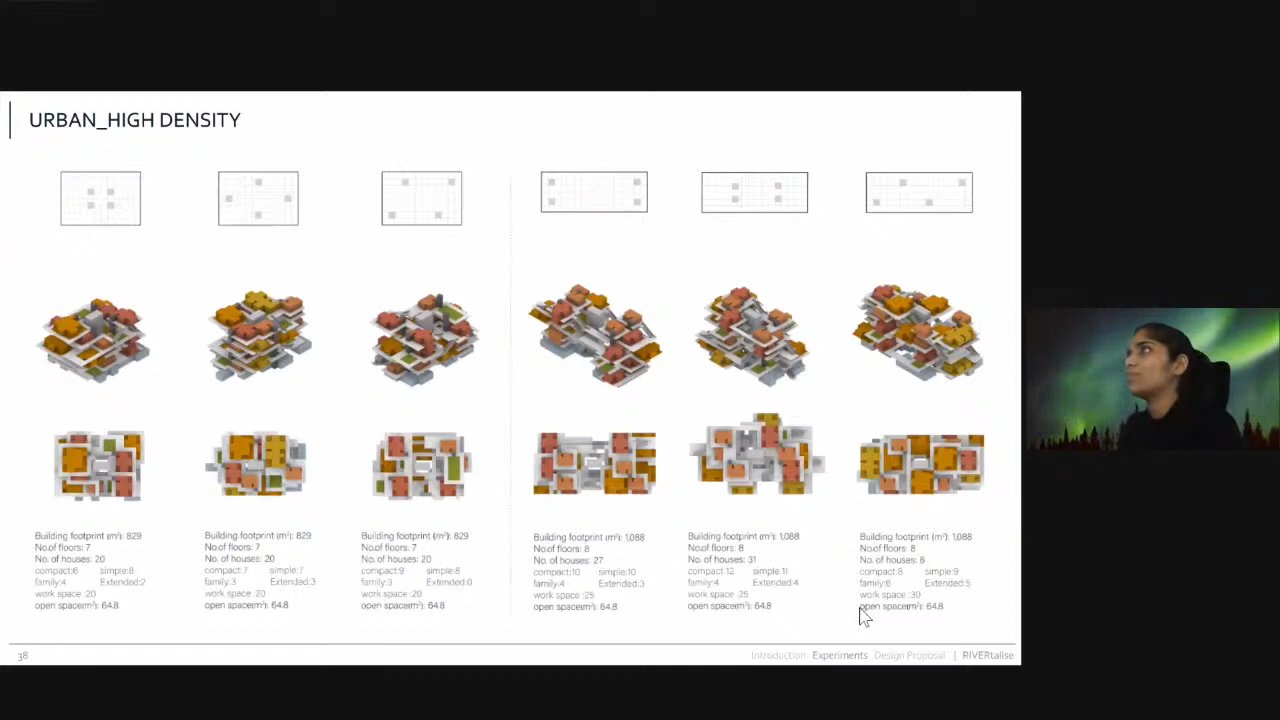 URBAN_HIGH DENSITY
Building footprint (m²): 829
No.of floors: 7
No. of houses: 20
compact:6 simple:8
family:4 Extended:2
work space :20
open space(m²): 64.8
Building footprint (m²): 829
No.of floors: 7
No. of houses: 20
compact:7 simple:7
family:3 Extended:3
work space :20
open space(m²): 64.8
Building footprint (m²): 829
No.of floors: 7
No. of houses: 20
compact:9 simple:8
family:3 Extended:0
work space :20
open space(m²): 64.8
Building footprint (m²): 1,088
No.of floors: 8
No. of houses: 27
compact:10 simple:10
family:4 Extended:3
work space :25
open space(m²): 64.8
Building footprint (m²): 1,088
No.of floors: 8
No. of houses: 31
compact:12 simple:11
family:4 Extended:4
work space :25
open space(m²): 64.8
Building footprint (m²): 1,088
No.of floors: 8
No. of houses: 8
compact:8 simple:9
family:6 Extended:5
work space :30
open space(m²): 64.8
38
Introduction Experiments Design Proposal | RIVERtalise